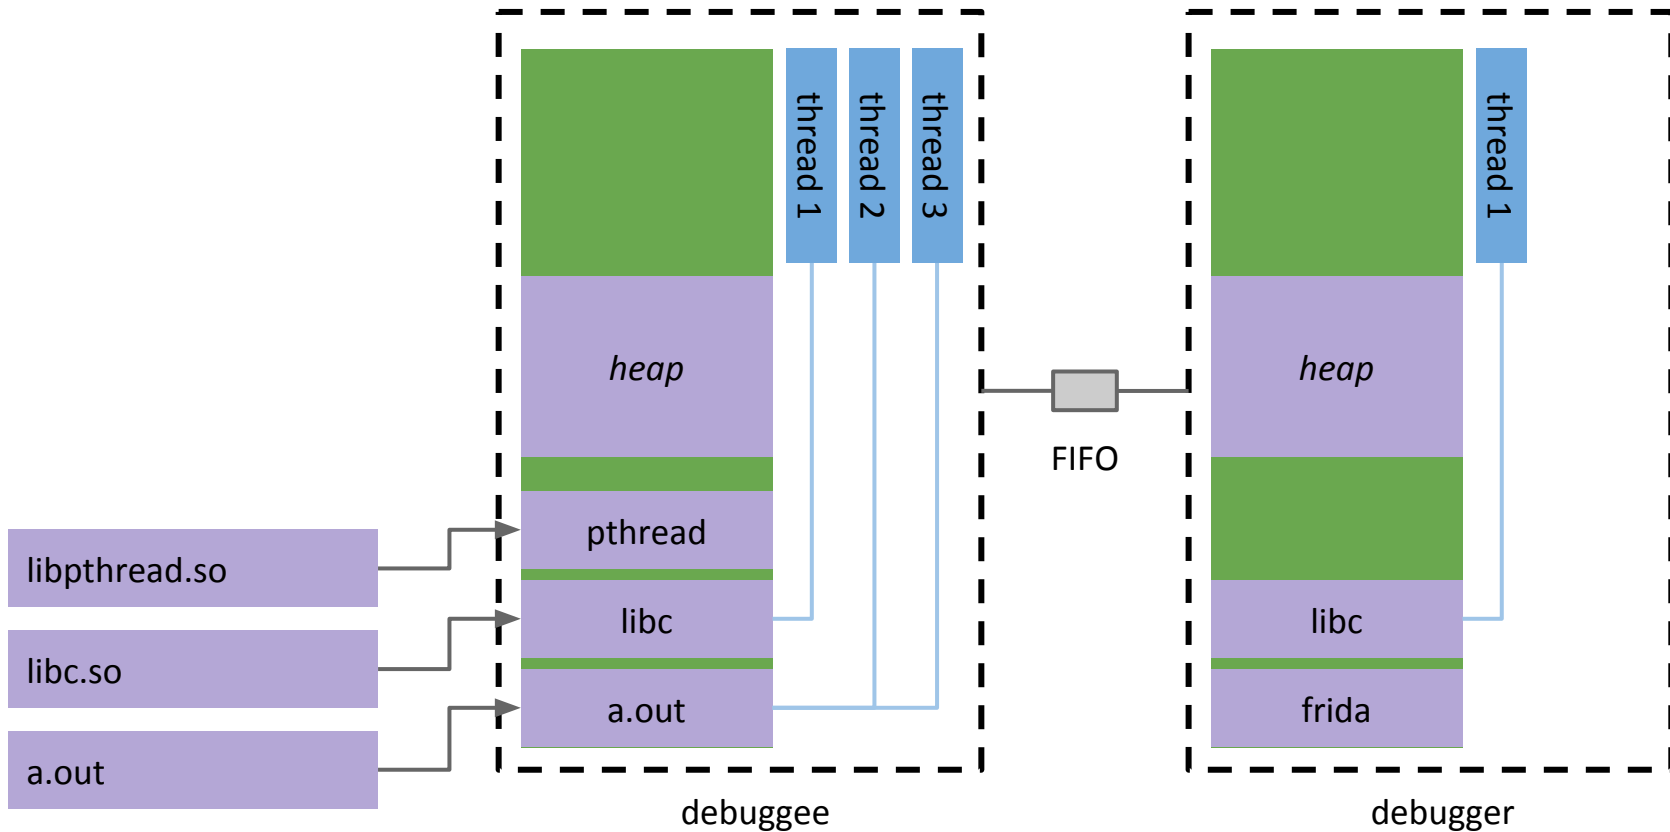 thread 1
thread 2
thread 3
thread 1
heap
heap
FIFO
pthread
libpthread.so
libc
libc
libc.so
a.out
frida
a.out
debuggee
debugger